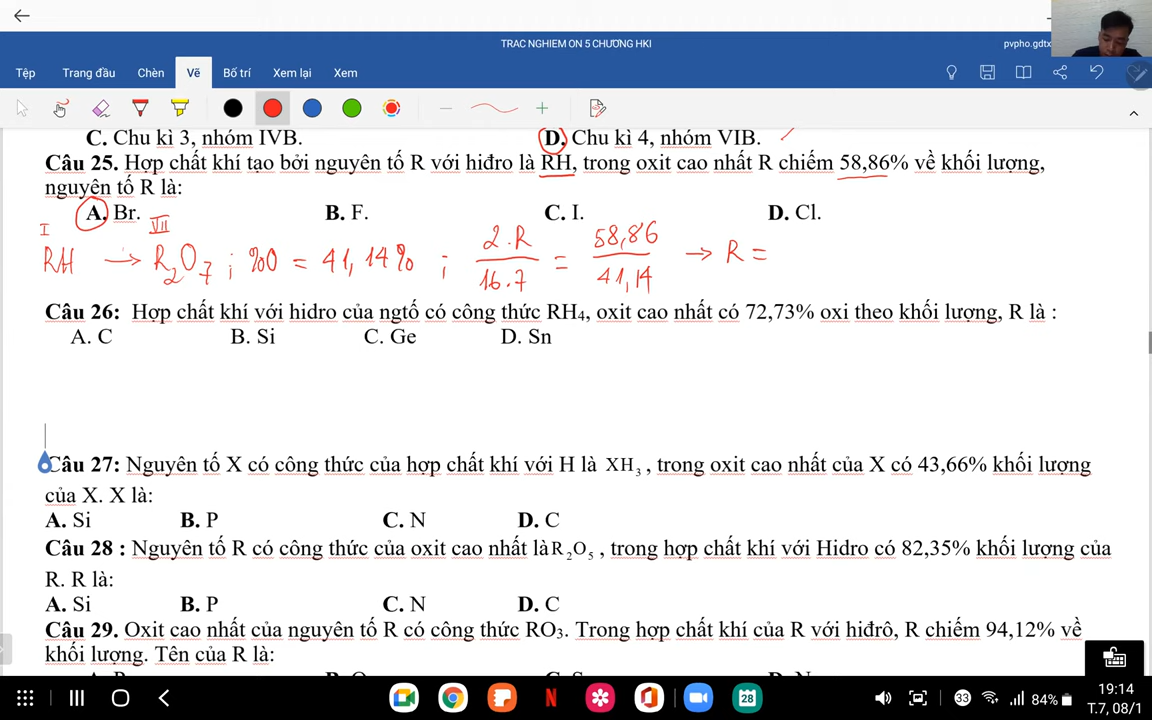 TRAC NGHIEM ON 5 CHƯƠNG HKI
pvpho.gdtx
Tệp Trang đầu Chèn Vẽ Bố trí Xem lại Xem
C. Chu kì 3, nhóm IVB. D. Chu kì 4, nhóm VIB.
Câu 25. Hợp chất khí tạo bởi nguyên tố R với hiđro là RH, trong oxit cao nhất R chiếm 58,86% về khối lượng,
nguyên tố R là:
A. Br. B. F. C. I. D. Cl.
I VII
RH → R2O7 ; %O = 41,14% ; 2.R/16.7 = 58,86/41,14 → R =
Câu 26: Hợp chất khí với hidro của ngtố có công thức RH4, oxit cao nhất có 72,73% oxi theo khối lượng, R là :
A. C B. Si C. Ge D. Sn
Câu 27: Nguyên tố X có công thức của hợp chất khí với H là XH3, trong oxit cao nhất của X có 43,66% khối lượng
của X. X là:
A. Si B. P C. N D. C
Câu 28 : Nguyên tố R có công thức của oxit cao nhất là R2O5, trong hợp chất khí với Hidro có 82,35% khối lượng của
R. R là:
A. Si B. P C. N D. C
Câu 29. Oxit cao nhất của nguyên tố R có công thức RO3. Trong hợp chất khí của R với hiđrô, R chiếm 94,12% về
khối lượng. Tên của R là:
28
33
84%
19:14
T.7, 08/1